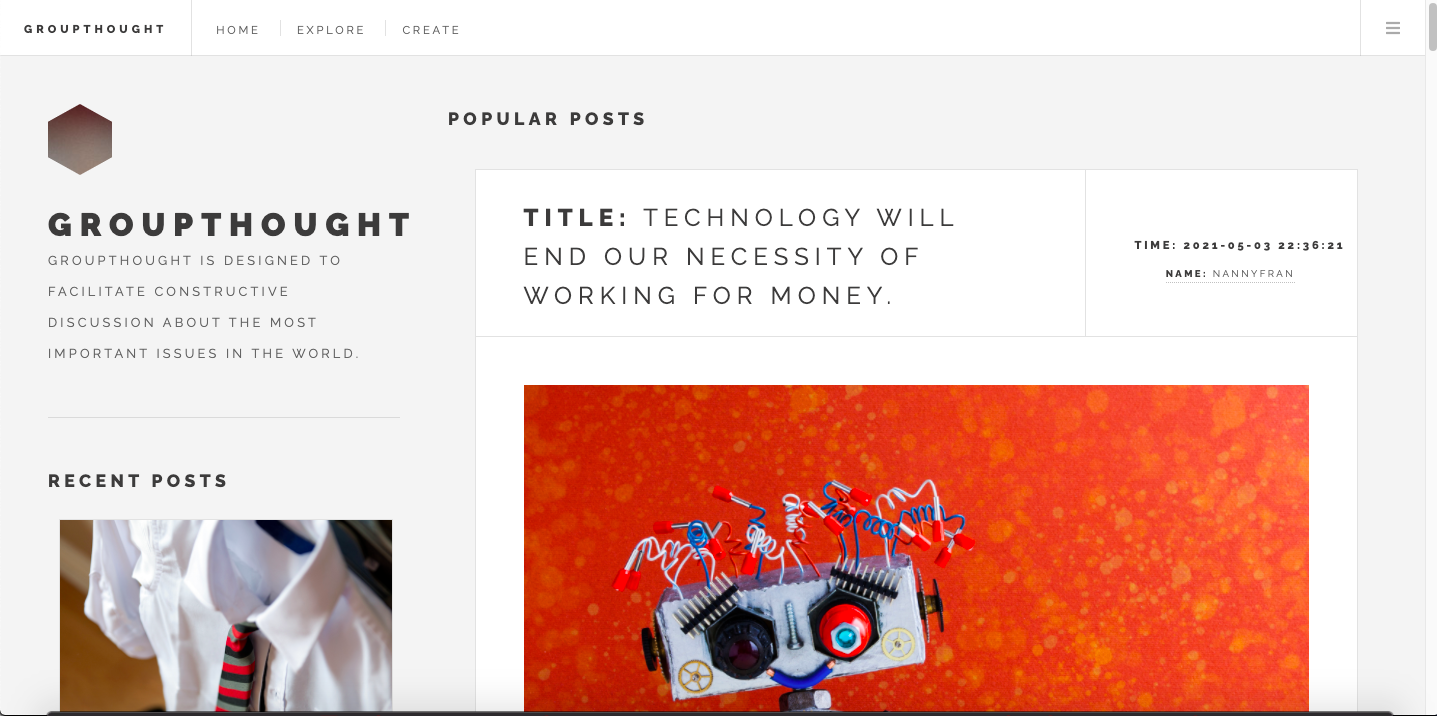 GROUPTHOUGHT
HOME
EXPLORE
CREATE
GROUPTHOUGHT
GROUPTHOUGHT IS DESIGNED TO
FACILITATE CONSTRUCTIVE
DISCUSSION ABOUT THE MOST
IMPORTANT ISSUES IN THE WORLD.
RECENT POSTS
POPULAR POSTS
TITLE: TECHNOLOGY WILL
END OUR NECESSITY OF
WORKING FOR MONEY.
TIME: 2021-05-03 22:36:21
NAME: NANNYFRAN